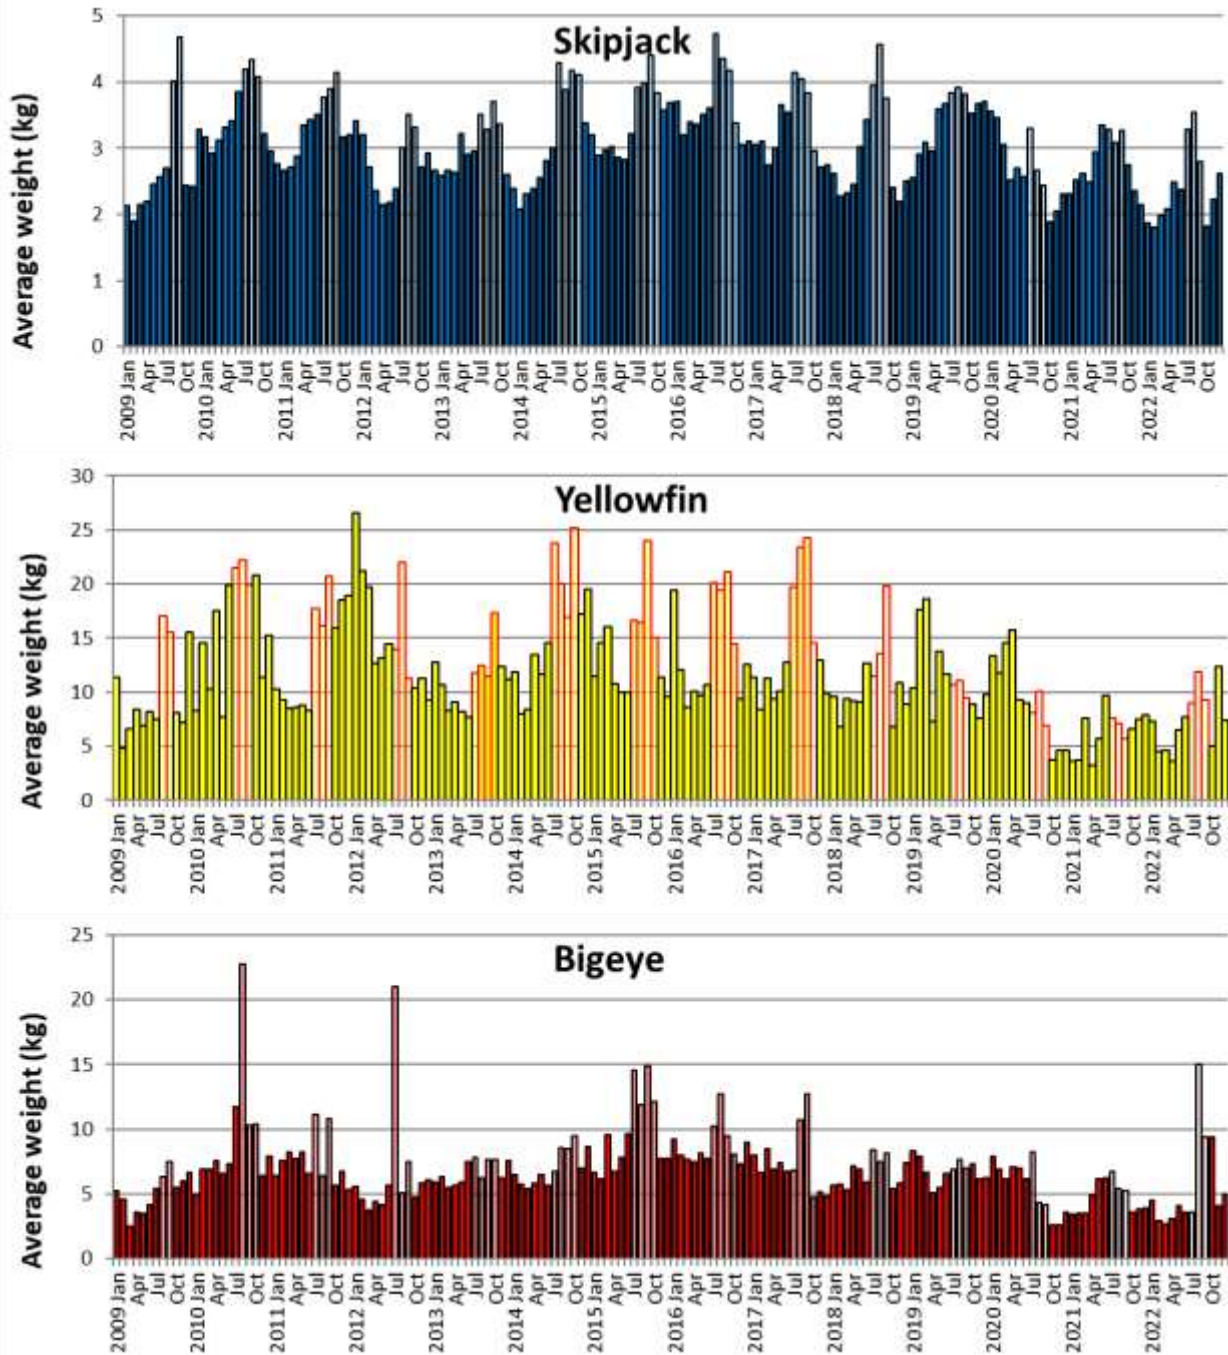 Skipjack
Average weight (kg)
5
4
3
2
1
0
2009 Jan Apr Jul Oct 2010 Jan Apr Jul Oct 2011 Jan Apr Jul Oct 2012 Jan Apr Jul Oct 2013 Jan Apr Jul Oct 2014 Jan Apr Jul Oct 2015 Jan Apr Jul Oct 2016 Jan Apr Jul Oct 2017 Jan Apr Jul Oct 2018 Jan Apr Jul Oct 2019 Jan Apr Jul Oct 2020 Jan Apr Jul Oct 2021 Jan Apr Jul Oct 2022 Jan Apr Jul Oct
Yellowfin
Average weight (kg)
30
25
20
15
10
5
0
2009 Jan Apr Jul Oct 2010 Jan Apr Jul Oct 2011 Jan Apr Jul Oct 2012 Jan Apr Jul Oct 2013 Jan Apr Jul Oct 2014 Jan Apr Jul Oct 2015 Jan Apr Jul Oct 2016 Jan Apr Jul Oct 2017 Jan Apr Jul Oct 2018 Jan Apr Jul Oct 2019 Jan Apr Jul Oct 2020 Jan Apr Jul Oct 2021 Jan Apr Jul Oct 2022 Jan Apr Jul Oct
Bigeye
Average weight (kg)
25
20
15
10
5
0
2009 Jan Apr Jul Oct 2010 Jan Apr Jul Oct 2011 Jan Apr Jul Oct 2012 Jan Apr Jul Oct 2013 Jan Apr Jul Oct 2014 Jan Apr Jul Oct 2015 Jan Apr Jul Oct 2016 Jan Apr Jul Oct 2017 Jan Apr Jul Oct 2018 Jan Apr Jul Oct 2019 Jan Apr Jul Oct 2020 Jan Apr Jul Oct 2021 Jan Apr Jul Oct 2022 Jan Apr Jul Oct